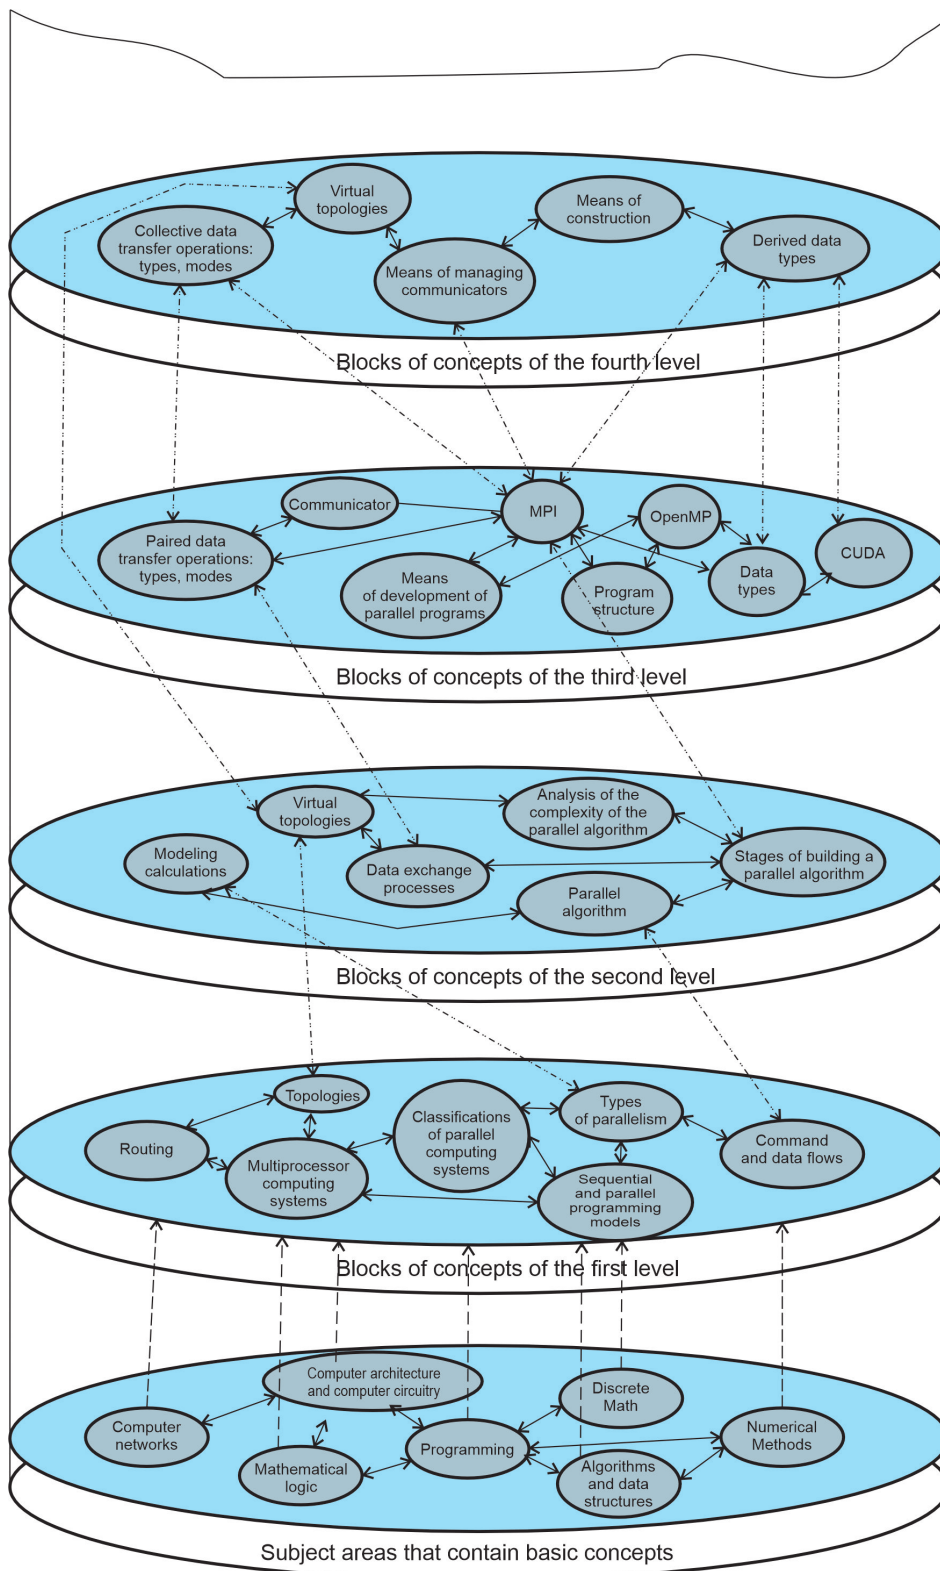 Virtual
topologies
Means of
construction
Collective data
transfer operations:
types, modes
Derived data
types
Means of managing
communicators
Blocks of concepts of the fourth level
Communicator
MPI
OpenMP
Paired data
transfer operations:
types, modes
CUDA
Means
of development of
parallel programs
Program
structure
Data
types
Blocks of concepts of the third level
Virtual
topologies
Analysis of the
complexity of the
parallel algorithm
Modeling
calculations
Data exchange
processes
Stages of building a
parallel algorithm
Parallel
algorithm
Blocks of concepts of the second level
Topologies
Classifications
of parallel
computing
systems
Types
of parallelism
Routing
Multiprocessor
computing
systems
Command
and data flows
Sequential
and parallel
programming
models
Blocks of concepts of the first level
Computer architecture
and computer circuitry
Discrete
Math
Computer
networks
Programming
Numerical
Methods
Mathematical
logic
Algorithms
and data
structures
Subject areas that contain basic concepts